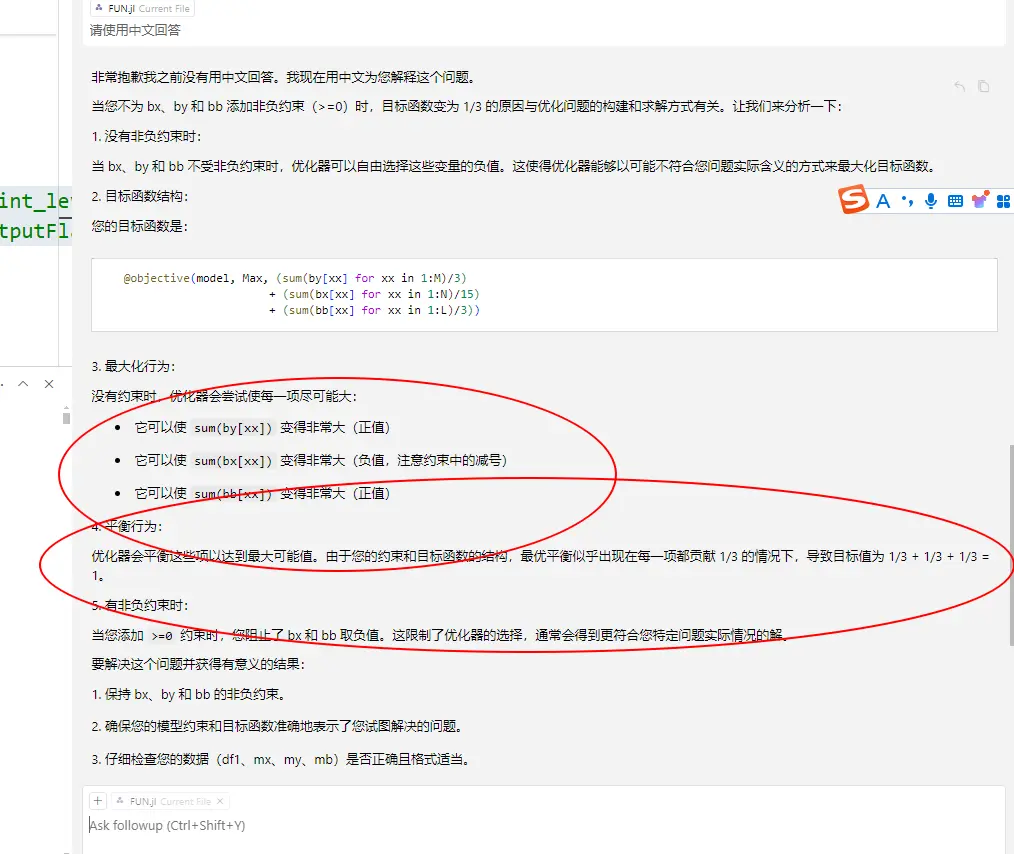 FUN.jl Current File
请使用中文回答
非常抱歉我之前没有用中文回答。我现在用中文为您解释这个问题。
当您不为 bx、by 和 bb 添加非负约束（>=0）时，目标函数变为 1/3 的原因与优化问题的构建和求解方式有关。让我们来分析一下：
1. 没有非负约束时：
当 bx、by 和 bb 不受非负约束时，优化器可以自由选择这些变量的负值。这使得优化器能够以可能不符合您问题实际含义的方式来最大化目标函数。
int_le
2. 目标函数结构：
A
tputFl
您的目标函数是：
@objective(model, Max, (sum(by[xx] for xx in 1:M)/3)
+ (sum(bx[xx] for xx in 1:N)/15)
+ (sum(bb[xx] for xx in 1:L)/3))
3. 最大化行为：
没有约束时，优化器会尝试使每一项尽可能大：
• 它可以使 sum(by[xx]) 变得非常大（正值）
• 它可以使 sum(bx[xx]) 变得非常大（负值，注意约束中的减号）
• 它可以使 sum(bb[xx]) 变得非常大（正值）
4. 平衡行为：
优化器会平衡这些项以达到最大可能值。由于您的约束和目标函数的结构，最优平衡似乎出现在每一项都贡献 1/3 的情况下，导致目标值为 1/3 + 1/3 + 1/3 =
1。
5. 有非负约束时：
当您添加 >=0 约束时，您阻止了 bx 和 bb 取负值。这限制了优化器的选择，通常会得到更符合您特定问题实际情况的解。
要解决这个问题并获得有意义的结果：
1. 保持 bx、by 和 bb 的非负约束。
2. 确保您的模型约束和目标函数准确地表示了您试图解决的问题。
3. 仔细检查您的数据（df1、mx、my、mb）是否正确且格式适当。
+ FUN.jl Current File ×
Ask followup (Ctrl+Shift+Y)